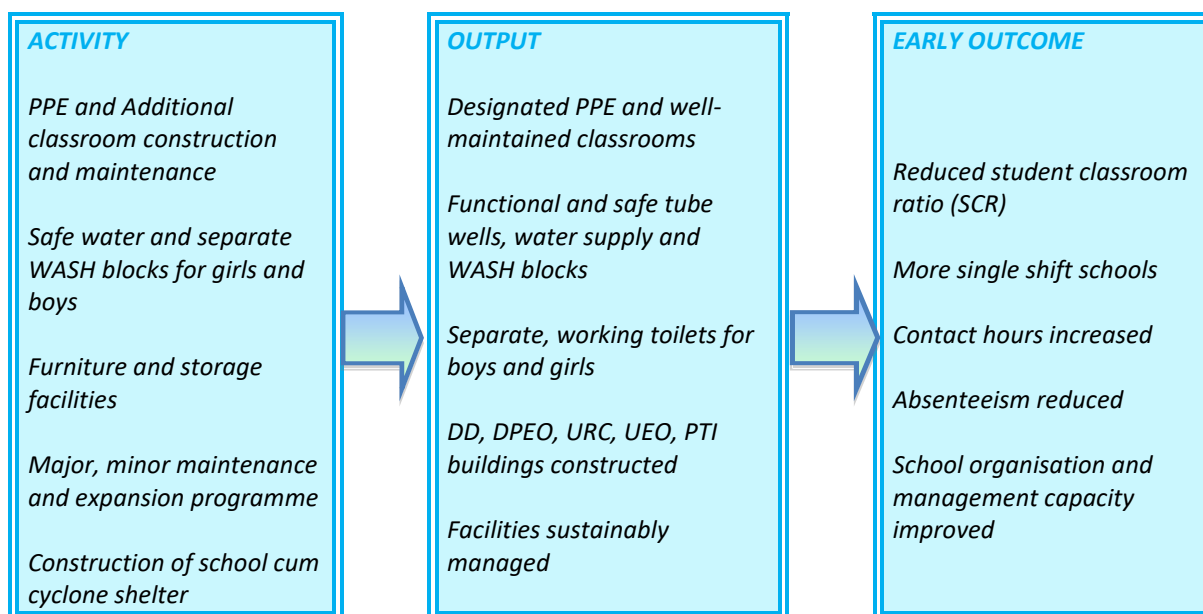 ACTIVITY
PPE and Additional
classroom construction
and maintenance
Safe water and separate
WASH blocks for girls and
boys
Furniture and storage
facilities
Major, minor maintenance
and expansion programme
Construction of school cum
cyclone shelter
OUTPUT
Designated PPE and well-
maintained classrooms
Functional and safe tube
wells, water supply and
WASH blocks
Separate, working toilets for
boys and girls
DD, DPEO, URC, UEO, PTI
buildings constructed
Facilities sustainably
managed
EARLY OUTCOME
Reduced student classroom
ratio (SCR)
More single shift schools
Contact hours increased
Absenteeism reduced
School organisation and
management capacity
improved